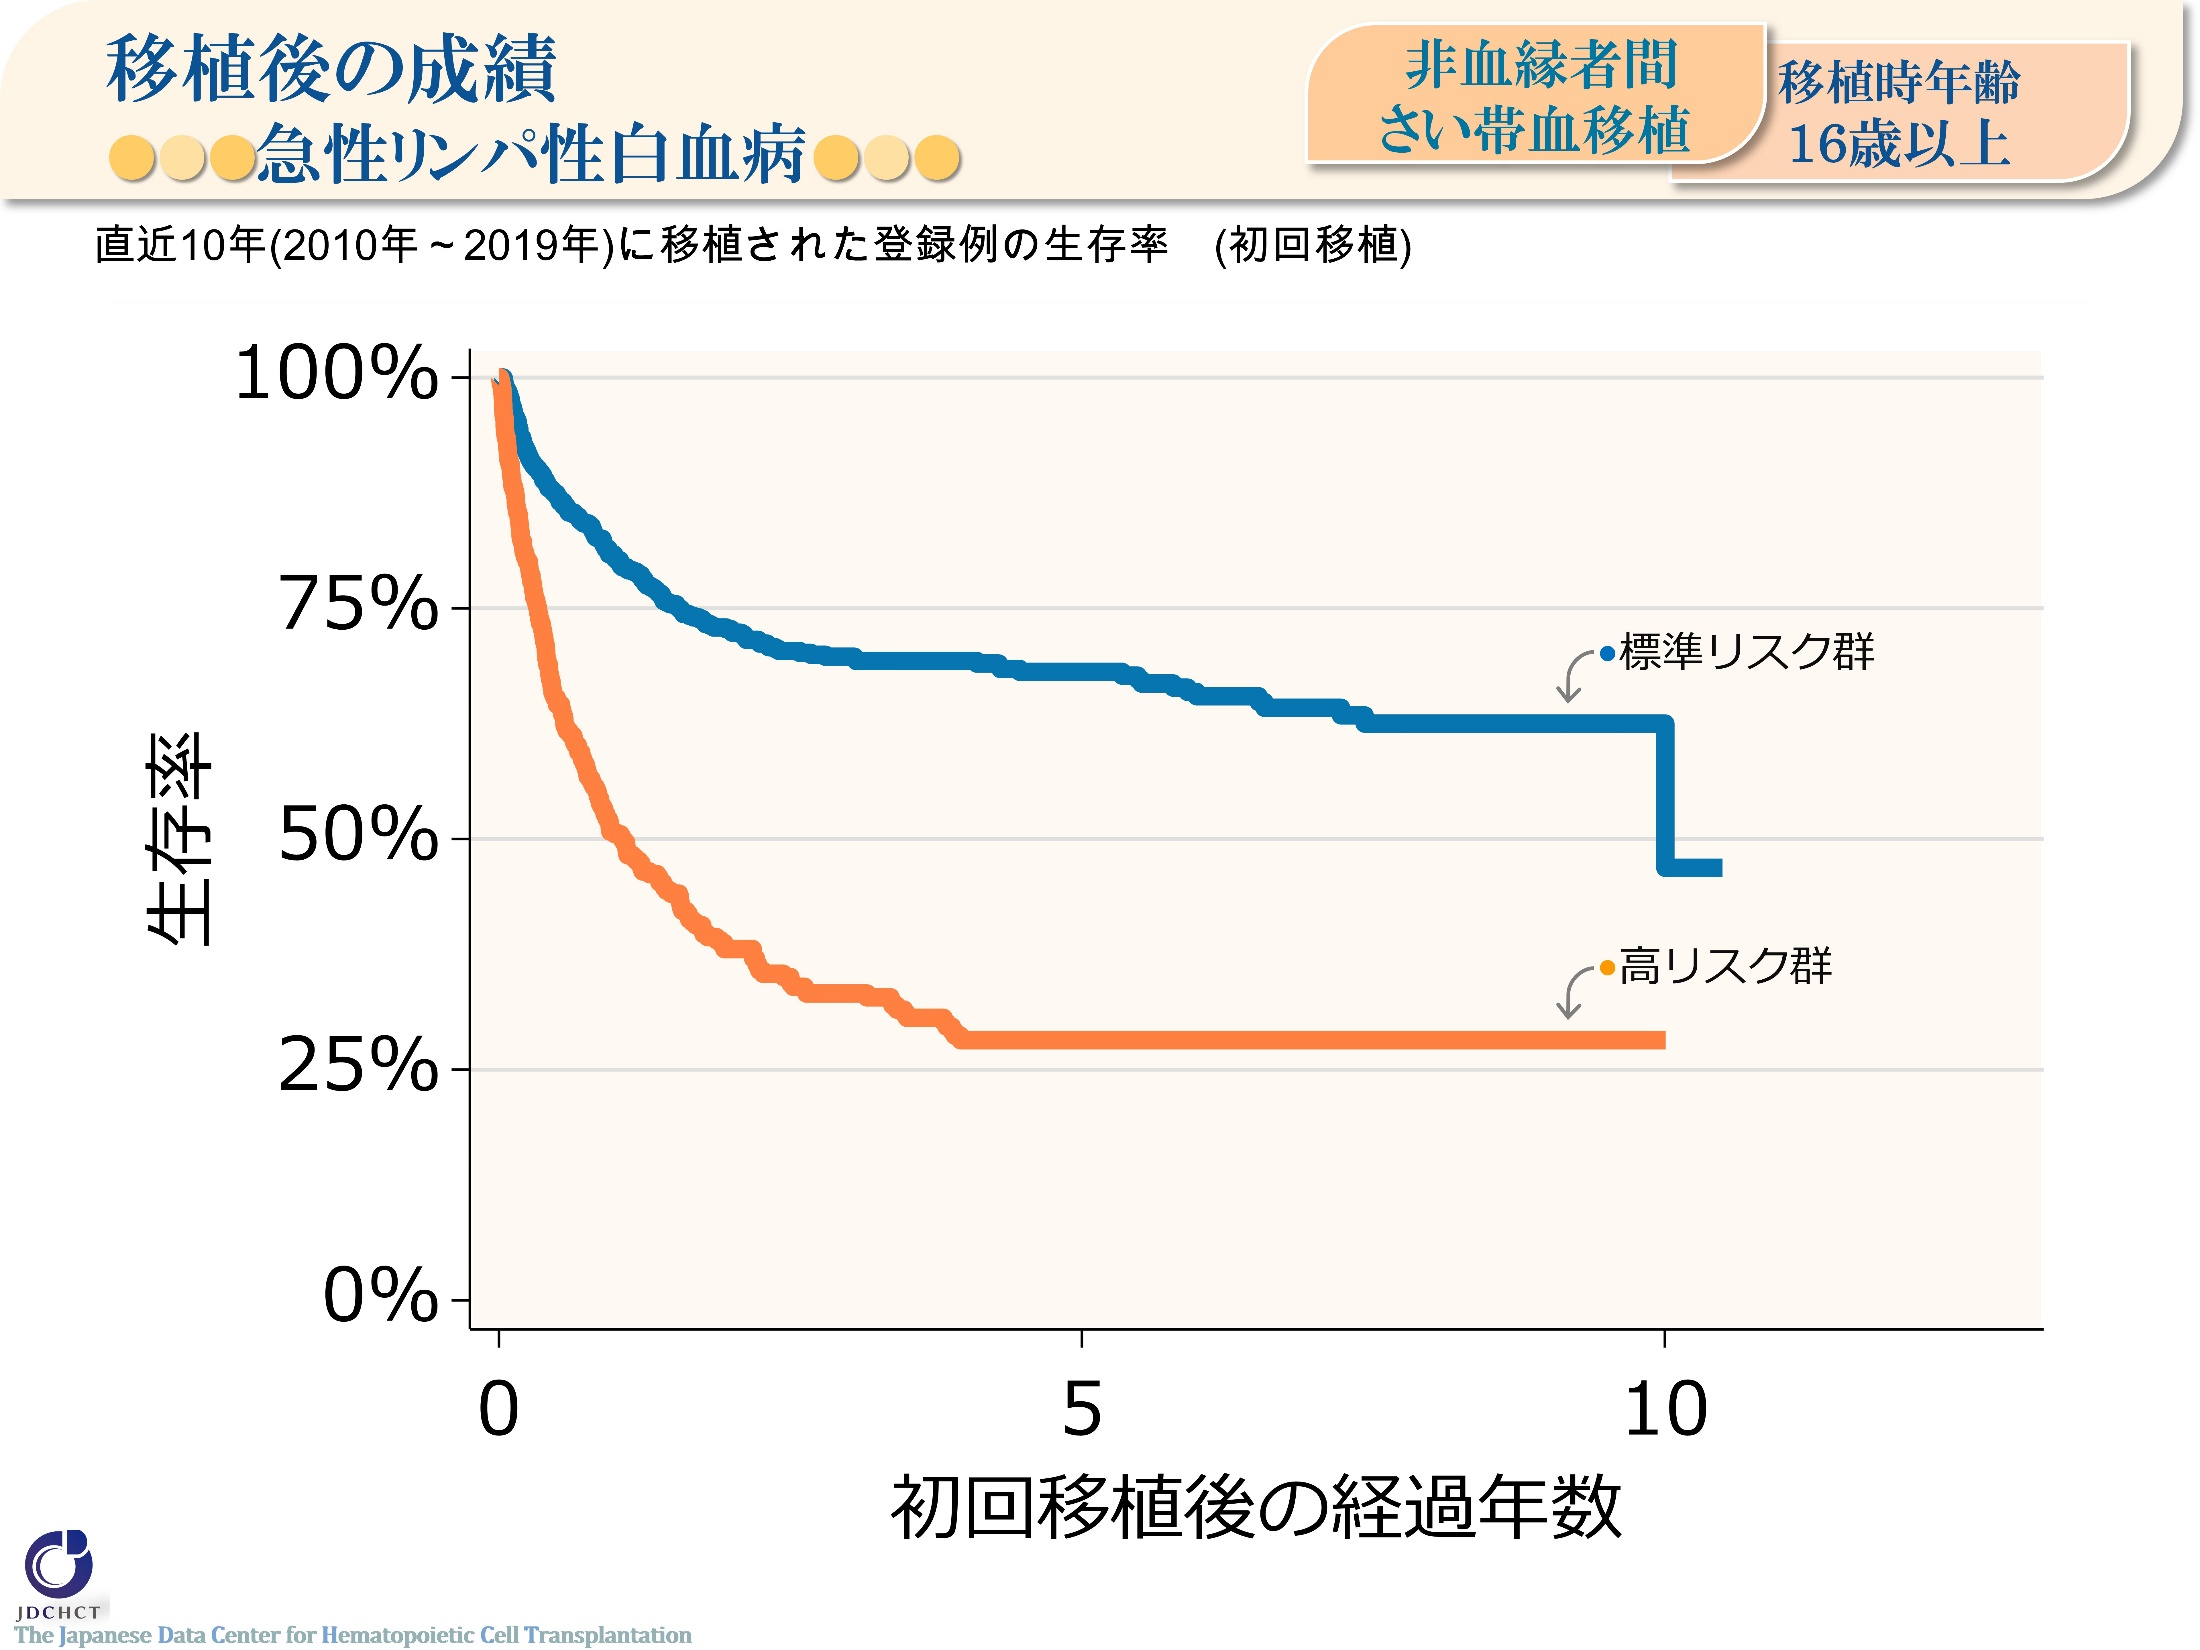 移植後の成績
急性リンパ性白血病
非血縁者間
さい帯血移植
移植時年齢
16歳以上
直近10年(2010年～2019年)に移植された登録例の生存率　(初回移植)
100%
75%
50%
25%
0%
生存率
標準リスク群
高リスク群
0 5 10
初回移植後の経過年数
JDCHCT
The Japanese Data Center for Hematopoietic Cell Transplantation